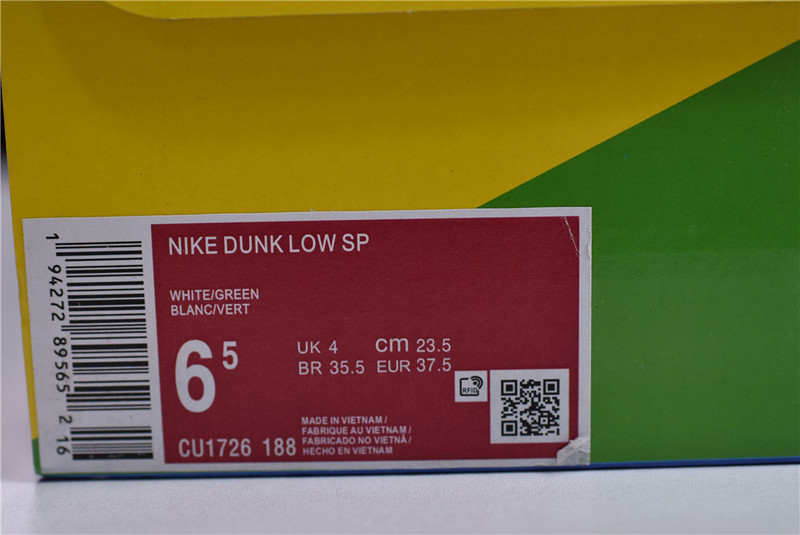 NIKE DUNK LOW SP
WHITE/GREEN
BLANC/VERT
6 5
UK 4 cm 23.5
BR 35.5 EUR 37.5
RFID
CU1726 188
MADE IN VIETNAM /
FABRIQUE AU VIETNAM /
FABRICADO NO VIETNÃ /
HECHO EN VIETNAM
1 94272 89565 2 16